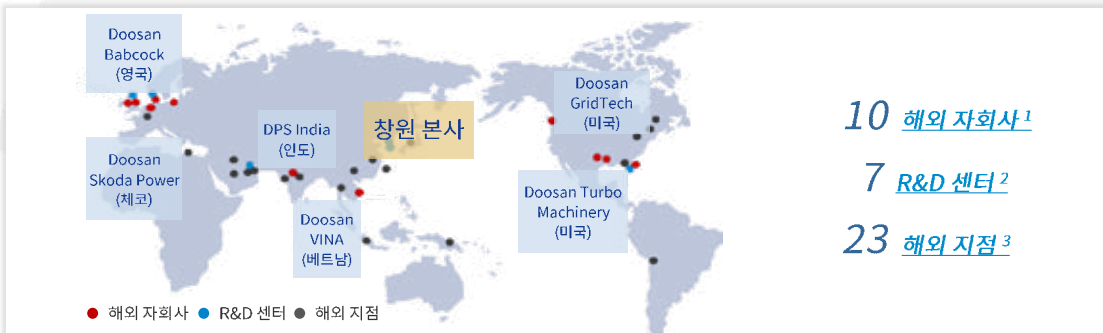 Doosan
Babcock
(영국)
Doosan
GridTech
(미국)
DPS India
(인도)
창원 본사
Doosan
Skoda Power
(체코)
Doosan Turbo
Machinery
(미국)
Doosan
VINA
(베트남)
해외 자회사
R&D 센터
해외 지점
10 해외 자회사 1
7 R&D 센터 2
23 해외 지점 3